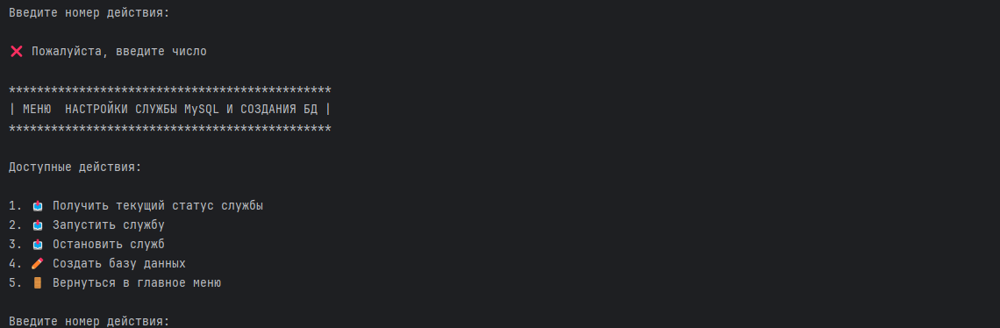 Введите номер действия:
❌ Пожалуйста, введите число
***********************************************
| МЕНЮ  НАСТРОЙКИ СЛУЖБЫ MySQL И СОЗДАНИЯ БД |
***********************************************
Доступные действия:
1. 📩 Получить текущий статус службы
2. 📩 Запустить службу
3. 📩 Остановить служб
4. ✏️ Создать базу данных
5. 🚪 Вернуться в главное меню
Введите номер действия: